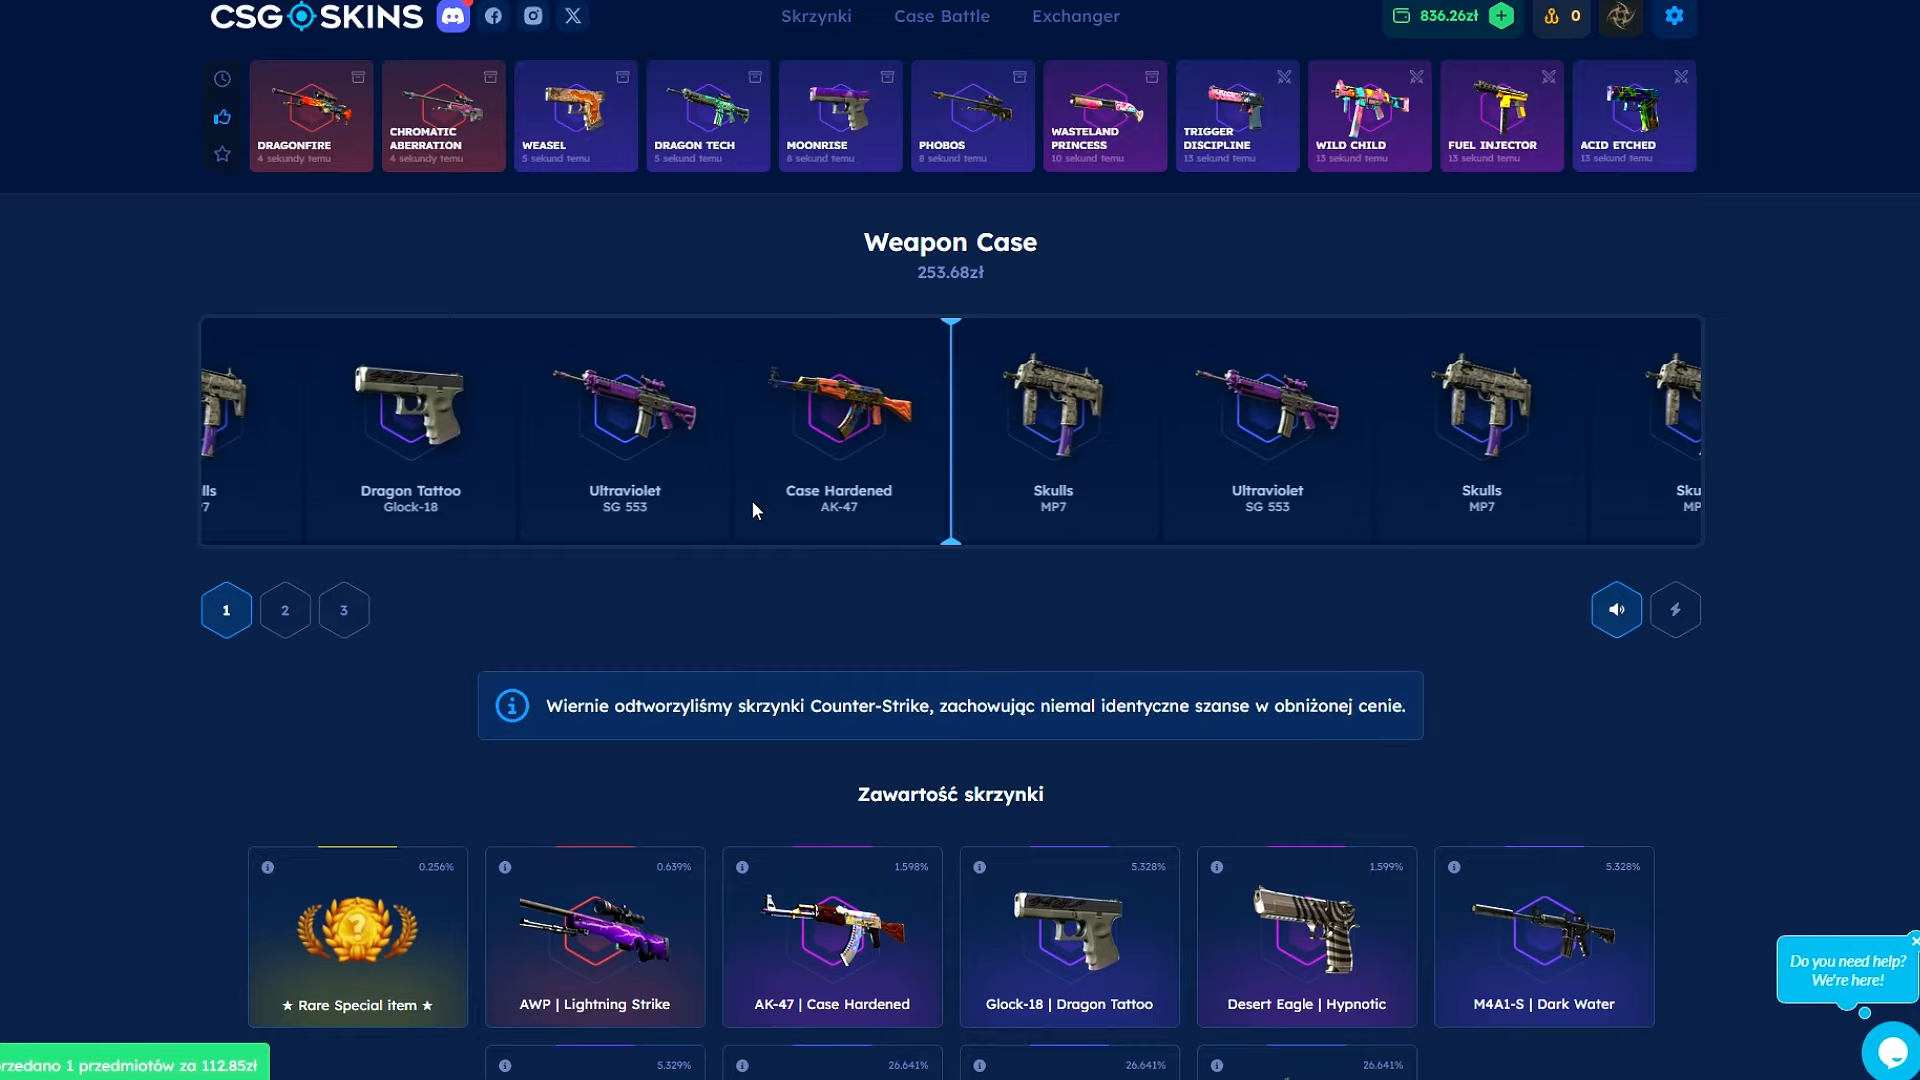 CSG SKINS
Skrzynki
Case Battle
Exchanger
836.26zł
0
DRAGONFIRE
4 sekundy temu
CHROMATIC
ABERRATION
4 sekundy temu
WEASEL
5 sekund temu
DRAGON TECH
5 sekund temu
MOONRISE
8 sekund temu
PHOBOS
8 sekund temu
WASTELAND
PRINCESS
10 sekund temu
TRIGGER
DISCIPLINE
13 sekund temu
WILD CHILD
13 sekund temu
FUEL INJECTOR
13 sekund temu
ACID ETCHED
13 sekund temu
Weapon Case
253.68zł
lls
7
Dragon Tattoo
Glock-18
Ultraviolet
SG 553
Case Hardened
AK-47
Skulls
MP7
Ultraviolet
SG 553
Skulls
MP7
Sku
MP
1
2
3
Wiernie odtworzyliśmy skrzynki Counter-Strike, zachowując niemal identyczne szanse w obniżonej cenie.
Zawartość skrzynki
0.256%
★ Rare Special item ★
0.639%
AWP | Lightning Strike
1.598%
AK-47 | Case Hardened
5.328%
Glock-18 | Dragon Tattoo
1.599%
Desert Eagle | Hypnotic
5.328%
M4A1-S | Dark Water
Do you need help?
We're here!
rzedano 1 przedmiotów za 112.85zł
5.329%
26.641%
26.641%
26.641%